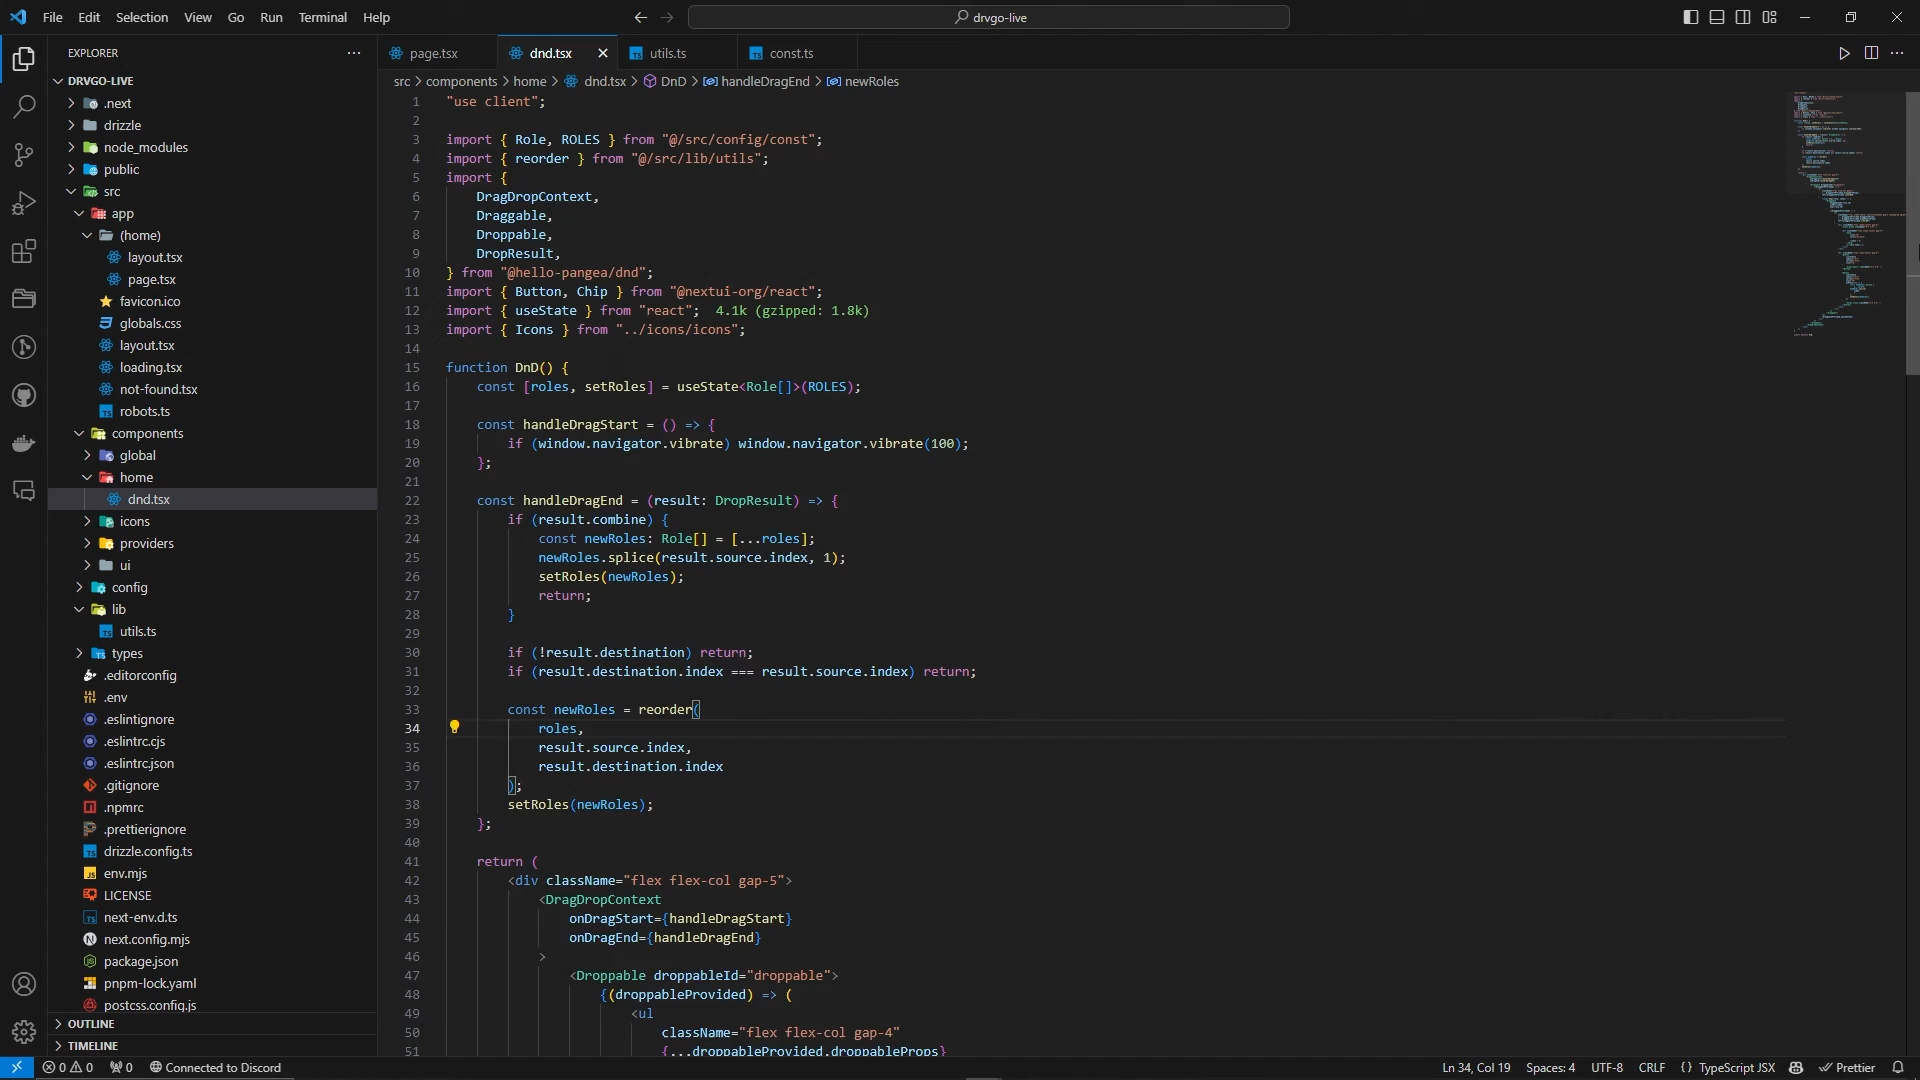 File Edit Selection View Go Run Terminal Help
drvgo-live
EXPLORER
DRVGO-LIVE
.next
drizzle
node_modules
public
src
app
(home)
layout.tsx
page.tsx
favicon.ico
globals.css
layout.tsx
loading.tsx
not-found.tsx
robots.ts
components
global
home
dnd.tsx
icons
providers
ui
config
lib
utils.ts
types
.editorconfig
.env
.eslintignore
.eslintrc.cjs
.eslintrc.json
.gitignore
.npmrc
.prettierignore
drizzle.config.ts
env.mjs
LICENSE
next-env.d.ts
next.config.mjs
package.json
pnpm-lock.yaml
postcss.config.js
OUTLINE
TIMELINE
page.tsx dnd.tsx utils.ts const.ts
src > components > home > dnd.tsx > DnD > handleDragEnd > newRoles
1 "use client";
2
3 import { Role, ROLES } from "@/src/config/const";
4 import { reorder } from "@/src/lib/utils";
5 import {
6 DragDropContext,
7 Draggable,
8 Droppable,
9 DropResult,
10 } from "@hello-pangea/dnd";
11 import { Button, Chip } from "@nextui-org/react";
12 import { useState } from "react"; 4.1k (gzipped: 1.8k)
13 import { Icons } from "../icons/icons";
14
15 function DnD() {
16 const [roles, setRoles] = useState<Role[]>(ROLES);
17
18 const handleDragStart = () => {
19 if (window.navigator.vibrate) window.navigator.vibrate(100);
20 };
21
22 const handleDragEnd = (result: DropResult) => {
23 if (result.combine) {
24 const newRoles: Role[] = [...roles];
25 newRoles.splice(result.source.index, 1);
26 setRoles(newRoles);
27 return;
28 }
29
30 if (!result.destination) return;
31 if (result.destination.index === result.source.index) return;
32
33 const newRoles = reorder(
34 roles,
35 result.source.index,
36 result.destination.index
37 );
38 setRoles(newRoles);
39 };
40
41 return (
42 <div className="flex flex-col gap-5">
43 <DragDropContext
44 onDragStart={handleDragStart}
45 onDragEnd={handleDragEnd}
46 >
47 <Droppable droppableId="droppable">
48 {(droppableProvided) => (
49 <ul
50 className="flex flex-col gap-4"
51 {...droppableProvided.droppableProps}
0 0 0 Connected to Discord Ln 34, Col 19 Spaces: 4 UTF-8 CRLF {} TypeScript JSX Prettier